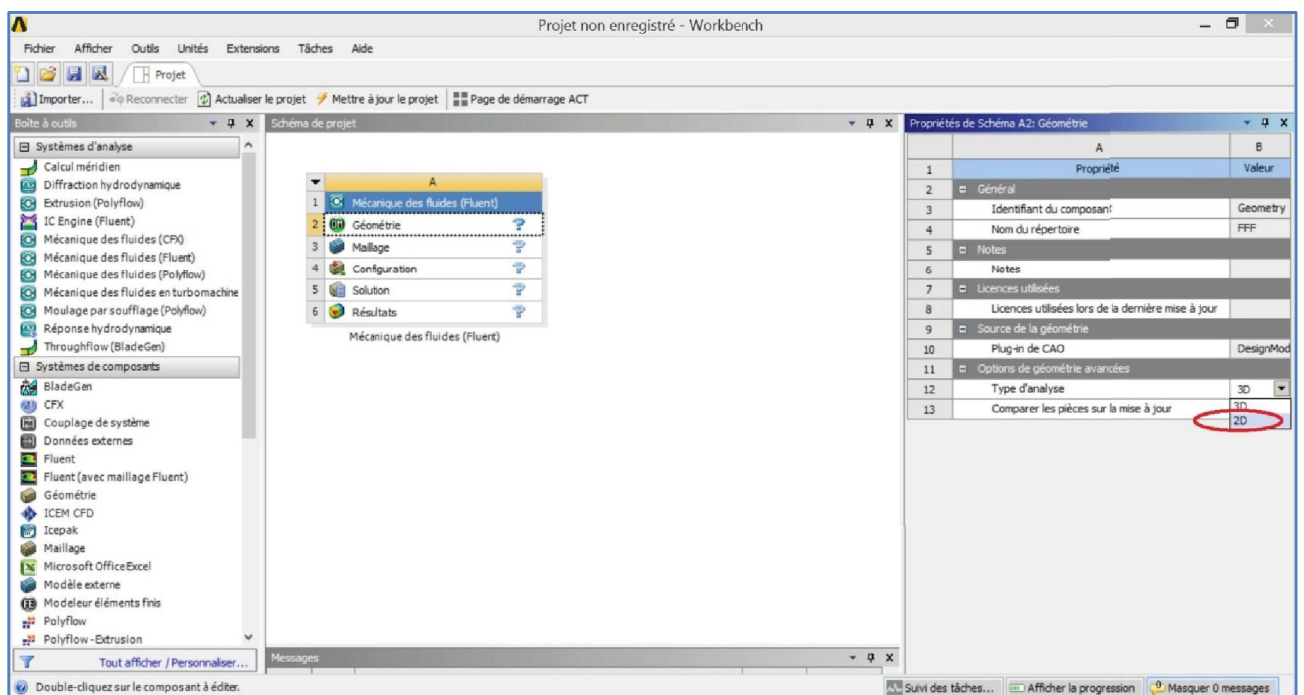 Projet non enregistré - Workbench
Fichier Afficher Outils Unités Extensions Tâches Aide
Projet
Importer... Reconnecter Actualiser le projet Mettre à jour le projet Page de démarrage ACT
Boîte à outils
Systèmes d'analyse
Calcul méridien
Diffraction hydrodynamique
Extrusion (Polyflow)
IC Engine (Fluent)
Mécanique des fluides (CFX)
Mécanique des fluides (Fluent)
Mécanique des fluides (Polyflow)
Mécanique des fluides en turbomachine
Moulage par soufflage (Polyflow)
Réponse hydrodynamique
Throughflow (BladeGen)
Systèmes de composants
BladeGen
CFX
Couplage de système
Données externes
Fluent
Fluent (avec maillage Fluent)
Géométrie
ICEM CFD
Icepak
Maillage
Microsoft Office Excel
Modèle externe
Modeleur éléments finis
Polyflow
Polyflow - Extrusion
Tout afficher / Personnaliser...
Schéma de projet
A
1 Mécanique des fluides (Fluent)
2 Géométrie ?
3 Maillage ?
4 Configuration ?
5 Solution ?
6 Résultats ?
Mécanique des fluides (Fluent)
Messages
Propriétés de Schéma A2: Géométrie
A B
1 Propriété Valeur
2 Général
3 Identifiant du composant Geometry
4 Nom du répertoire FFF
5 Notes
6 Notes
7 Licences utilisées
8 Licences utilisées lors de la dernière mise à jour
9 Source de la géométrie
10 Plug-in de CAO DesignMod
11 Options de géométrie avancées
12 Type d'analyse 3D
13 Comparer les pièces sur la mise à jour 3D
2D
Double-cliquez sur le composant à éditer.
Suivi des tâches... Afficher la progression Masquer 0 messages